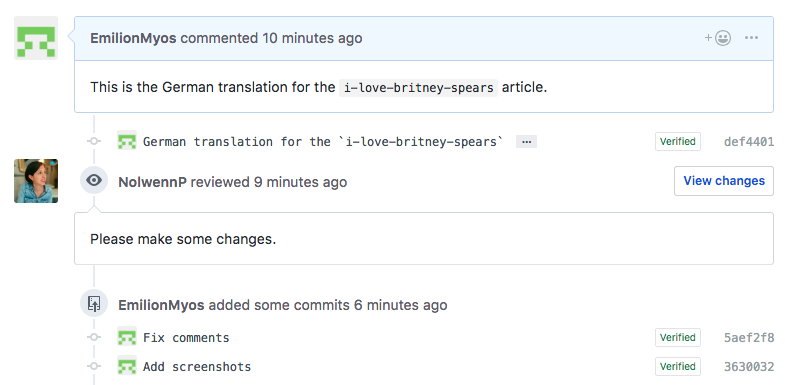 EmilionMyos commented 10 minutes ago
This is the German translation for the i-love-britney-spears article.
German translation for the `i-love-britney-spears` ... Verified def4401
NolwennP reviewed 9 minutes ago View changes
Please make some changes.
EmilionMyos added some commits 6 minutes ago
Fix comments Verified 5aef2f8
Add screenshots Verified 3630032